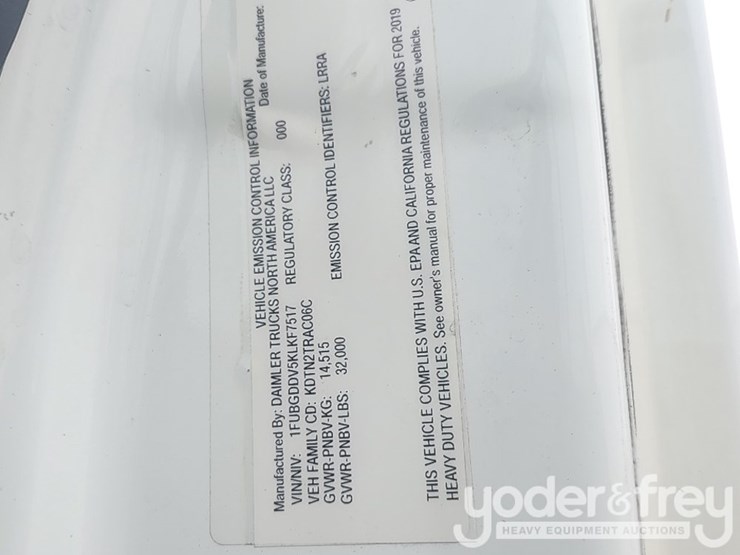 VEHICLE EMISSION CONTROL INFORMATION
Manufactured By: DAIMLER TRUCKS NORTH AMERICA LLC Date of Manufacture:
VIN/NIV: 1FUBGDDV5KLKF7517 REGULATORY CLASS: 000
VEH FAMILY CD: KDTN2TRAC06C
GVWR-PNBV-KG: 14,515 EMISSION CONTROL IDENTIFIERS: LRRA
GVWR-PNBV-LBS: 32,000
THIS VEHICLE COMPLIES WITH U.S. EPA AND CALIFORNIA REGULATIONS FOR 2019
HEAVY DUTY VEHICLES. See owner's manual for proper maintenance of this vehicle.
yoder&frey
HEAVY EQUIPMENT AUCTIONS